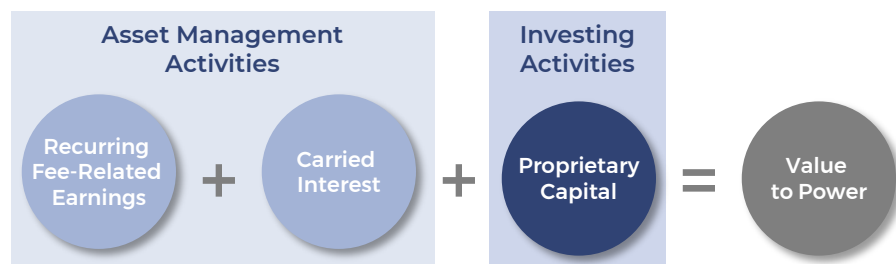 Asset Management
Activities
Investing
Activities
Recurring
Fee-Related
Earnings
+
Carried
Interest
+
Proprietary
Capital
=
Value
to Power